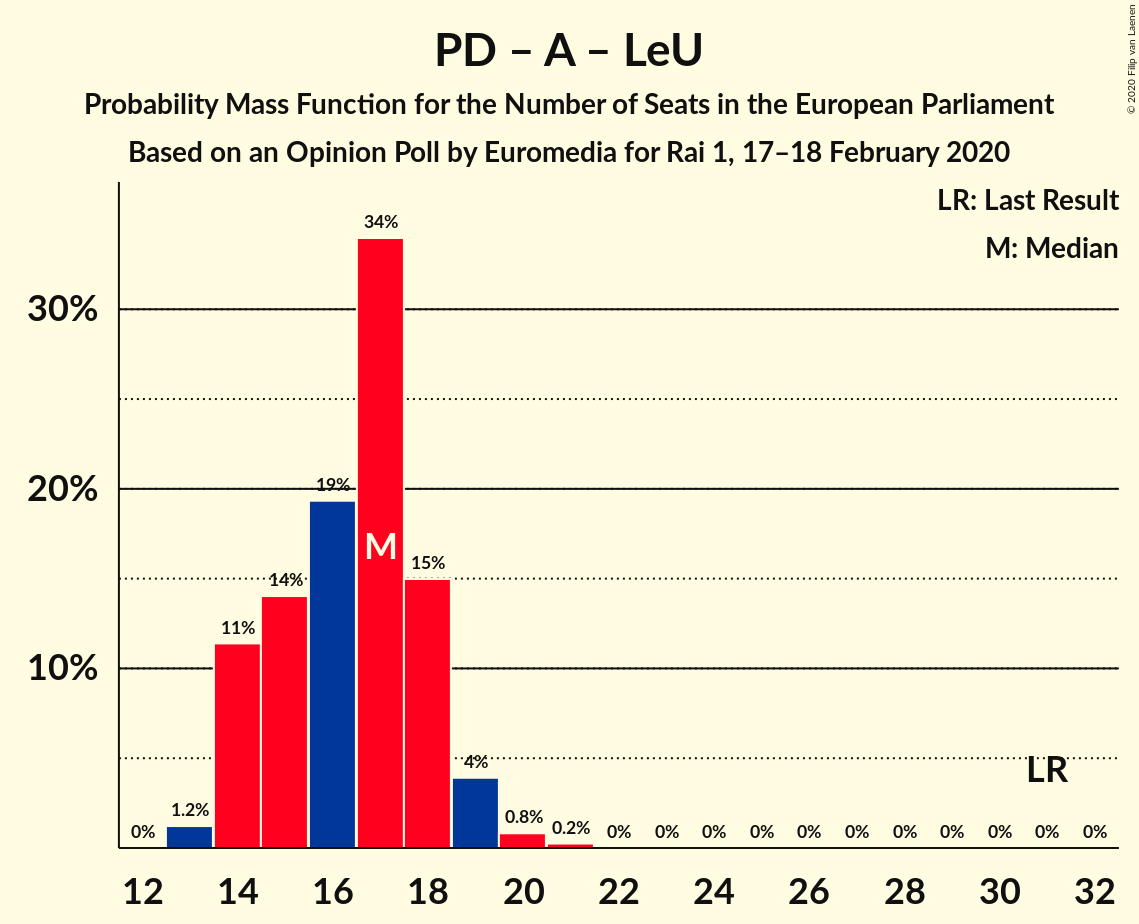 PD – A – LeU
Probability Mass Function for the Number of Seats in the European Parliament
Based on an Opinion Poll by Euromedia for Rai 1, 17–18 February 2020
© 2020 Filip van Laenen
LR: Last Result
M: Median
34%
30%
20%
19%
M
15%
14%
11%
10%
4%
LR
1.2%
0.8%
0.2%
0% 0% 0% 0% 0% 0% 0% 0% 0% 0% 0% 0%
12 14 16 18 20 22 24 26 28 30 32